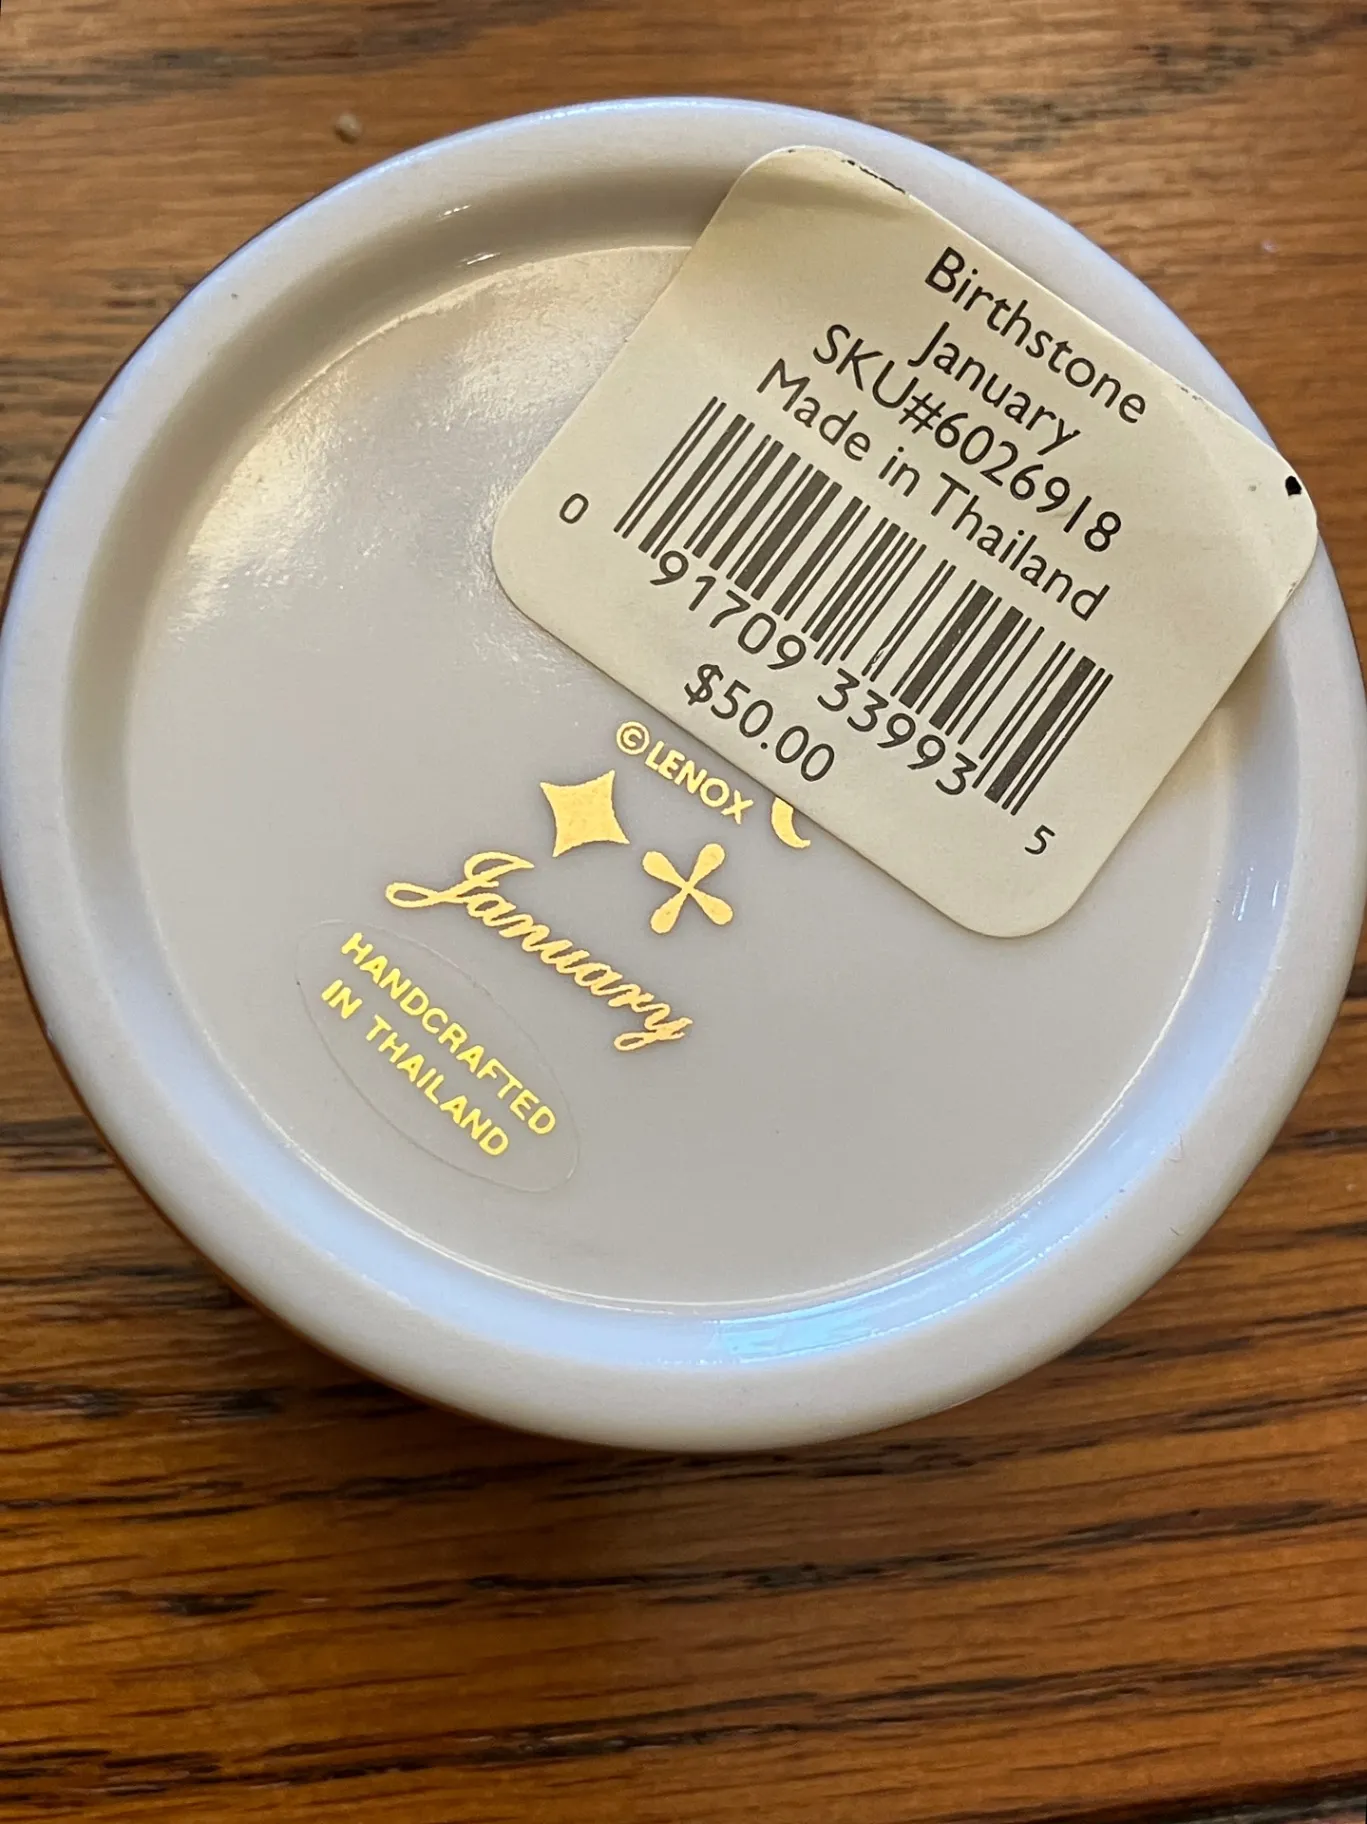 Birthstone
January
SKU#6026918
Made in Thailand
0 91709 33993 5
$50.00
©LENOX
January
HANDCRAFTED
IN THAILAND